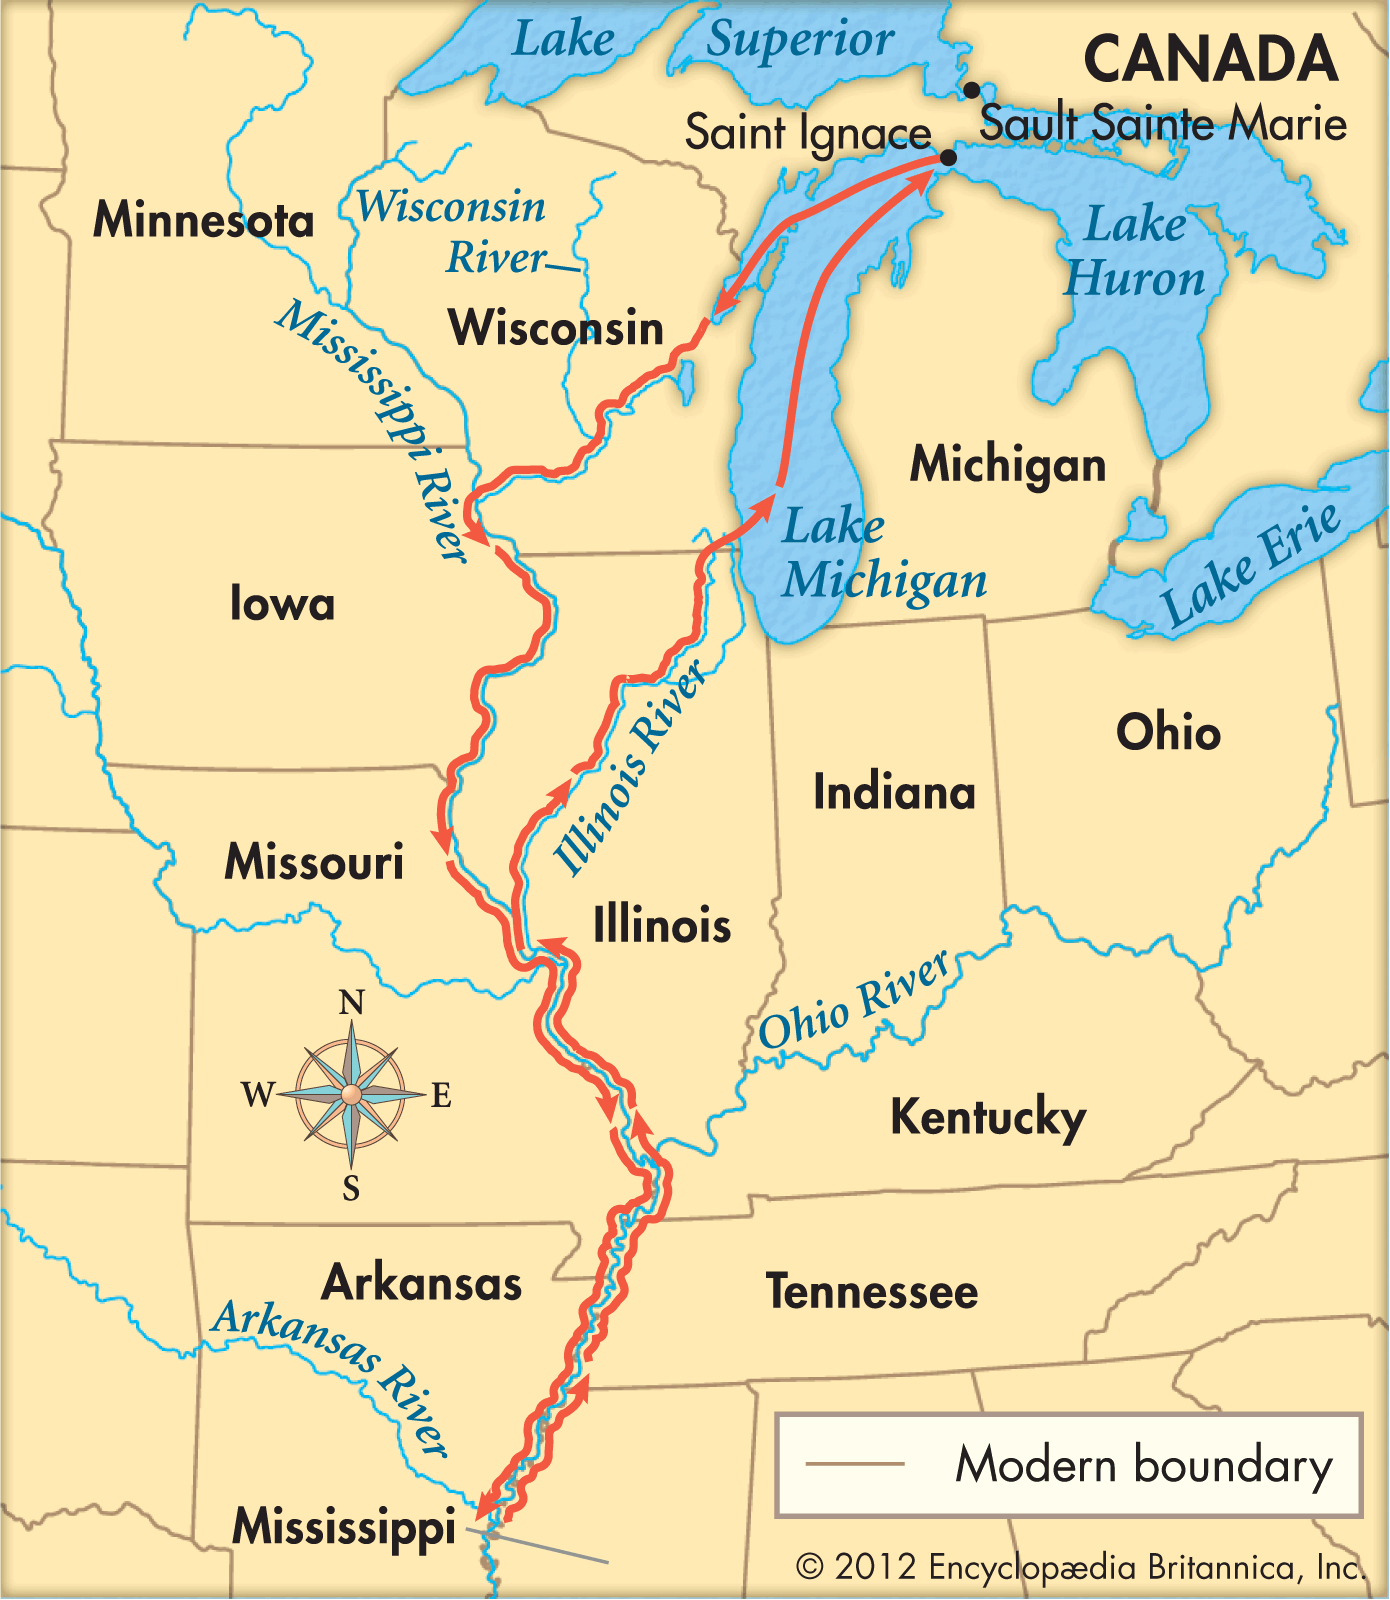 Lake Superior
CANADA
Saint Ignace
Sault Sainte Marie
Minnesota
Wisconsin
River
Lake
Huron
Wisconsin
Mississippi River
Michigan
Lake
Michigan
Lake Erie
Iowa
Illinois River
Ohio
Indiana
Missouri
Illinois
Ohio River
N
W
E
S
Kentucky
Arkansas
Tennessee
Arkansas River
Mississippi
Modern boundary
© 2012 Encyclopædia Britannica, Inc.